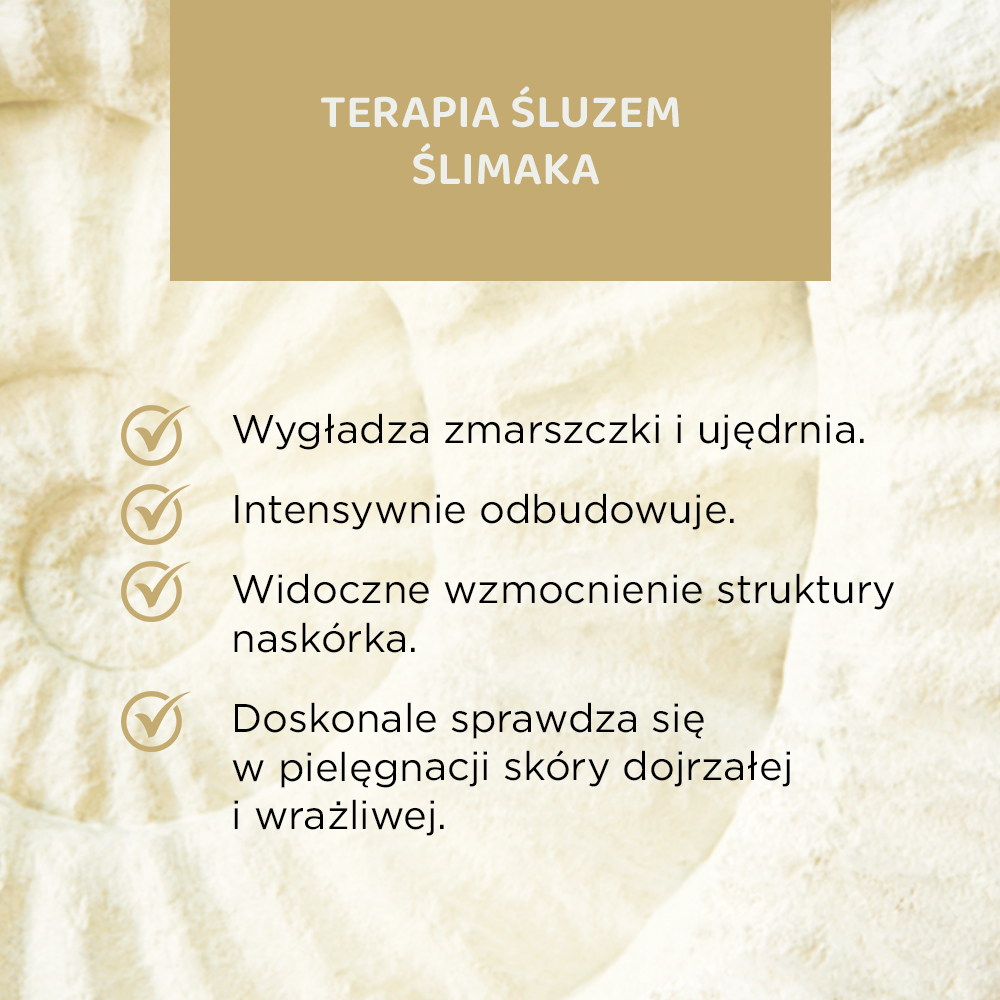 TERAPIA ŚLUZEM
ŚLIMAKA
Wygładza zmarszczki i ujędrnia.
Intensywnie odbudowuje.
Widoczne wzmocnienie struktury
naskórka.
Doskonale sprawdza się
w pielęgnacji skóry dojrzałej
i wrażliwej.